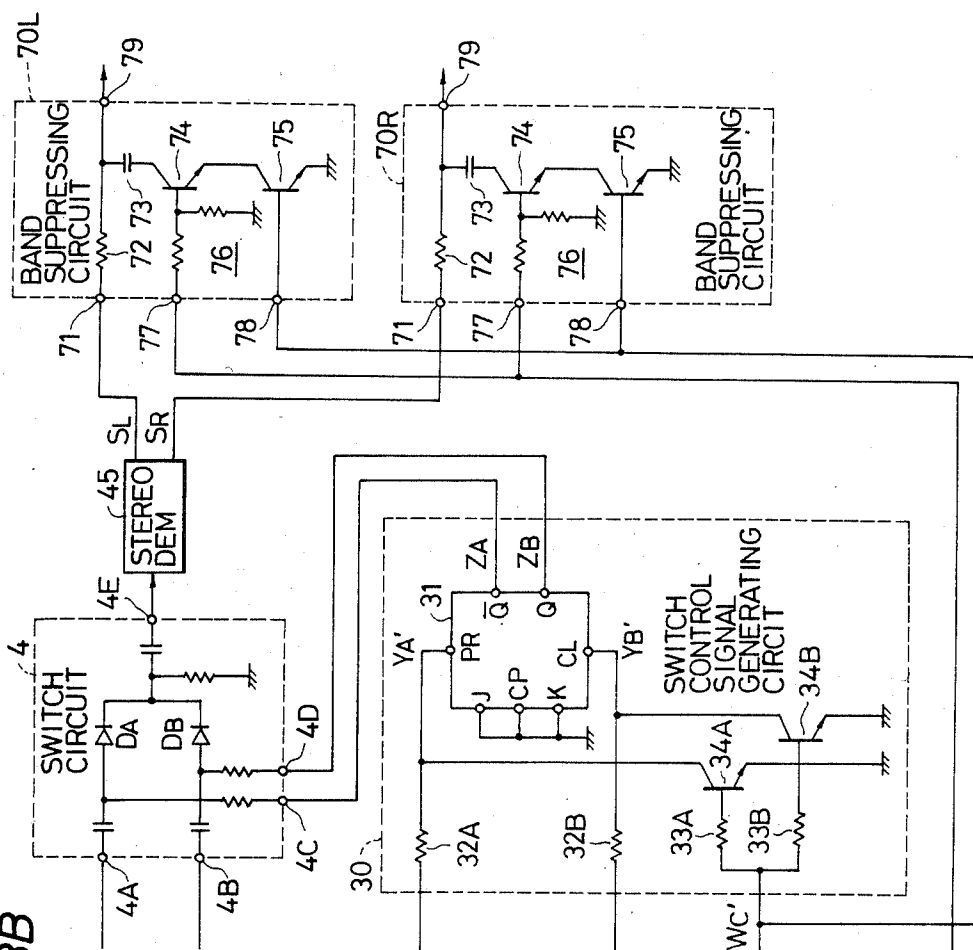 3B
70L
BAND
SUPPRESSING
CIRCUIT
71
72
73
74
75
76
77
78
79
70R
BAND
SUPPRESSING
CIRCUIT
71
72
73
74
75
76
77
78
79
SL
SR
45
STEREO
DEM
4E
4
SWITCH
CIRCUIT
DA
DB
4A
4B
4C
4D
ZA
ZB
31
YA'
PR
Q̅
Q
J
CP
K
CL
YB'
SWITCH
CONTROL
SIGNAL
GENERATING
CIRCIT
34B
34A
33A
33B
32A
32B
30
WC'